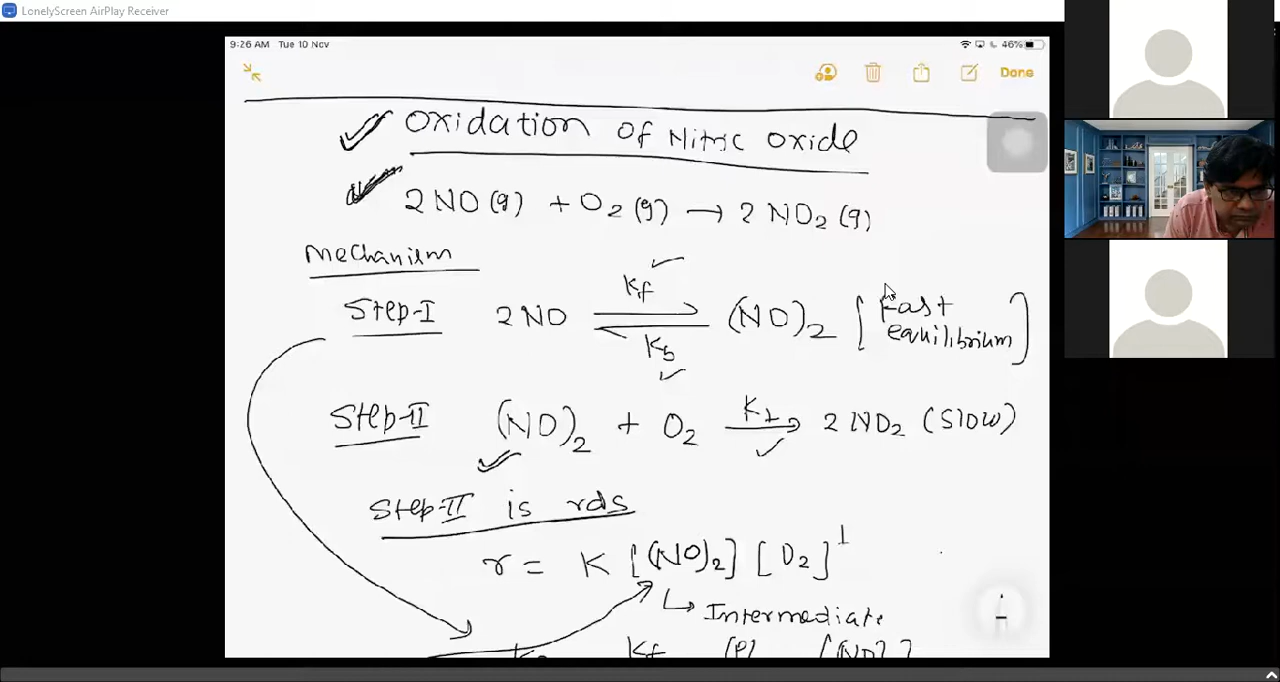 LonelyScreen AirPlay Receiver
9:26 AM Tue 10 Nov 46%
Done
Oxidation of Nitric oxide
2NO(g) + O2(g) → 2NO2(g)
Mechanism
Kf
Step-I 2NO ⇌ (NO)2 [Fast
equilibrium]
Kb
Step-II (NO)2 + O2 → 2NO2 (slow)
Step-II is rds
r = K [(NO)2] [O2]^1
↳ Intermediate
Kf